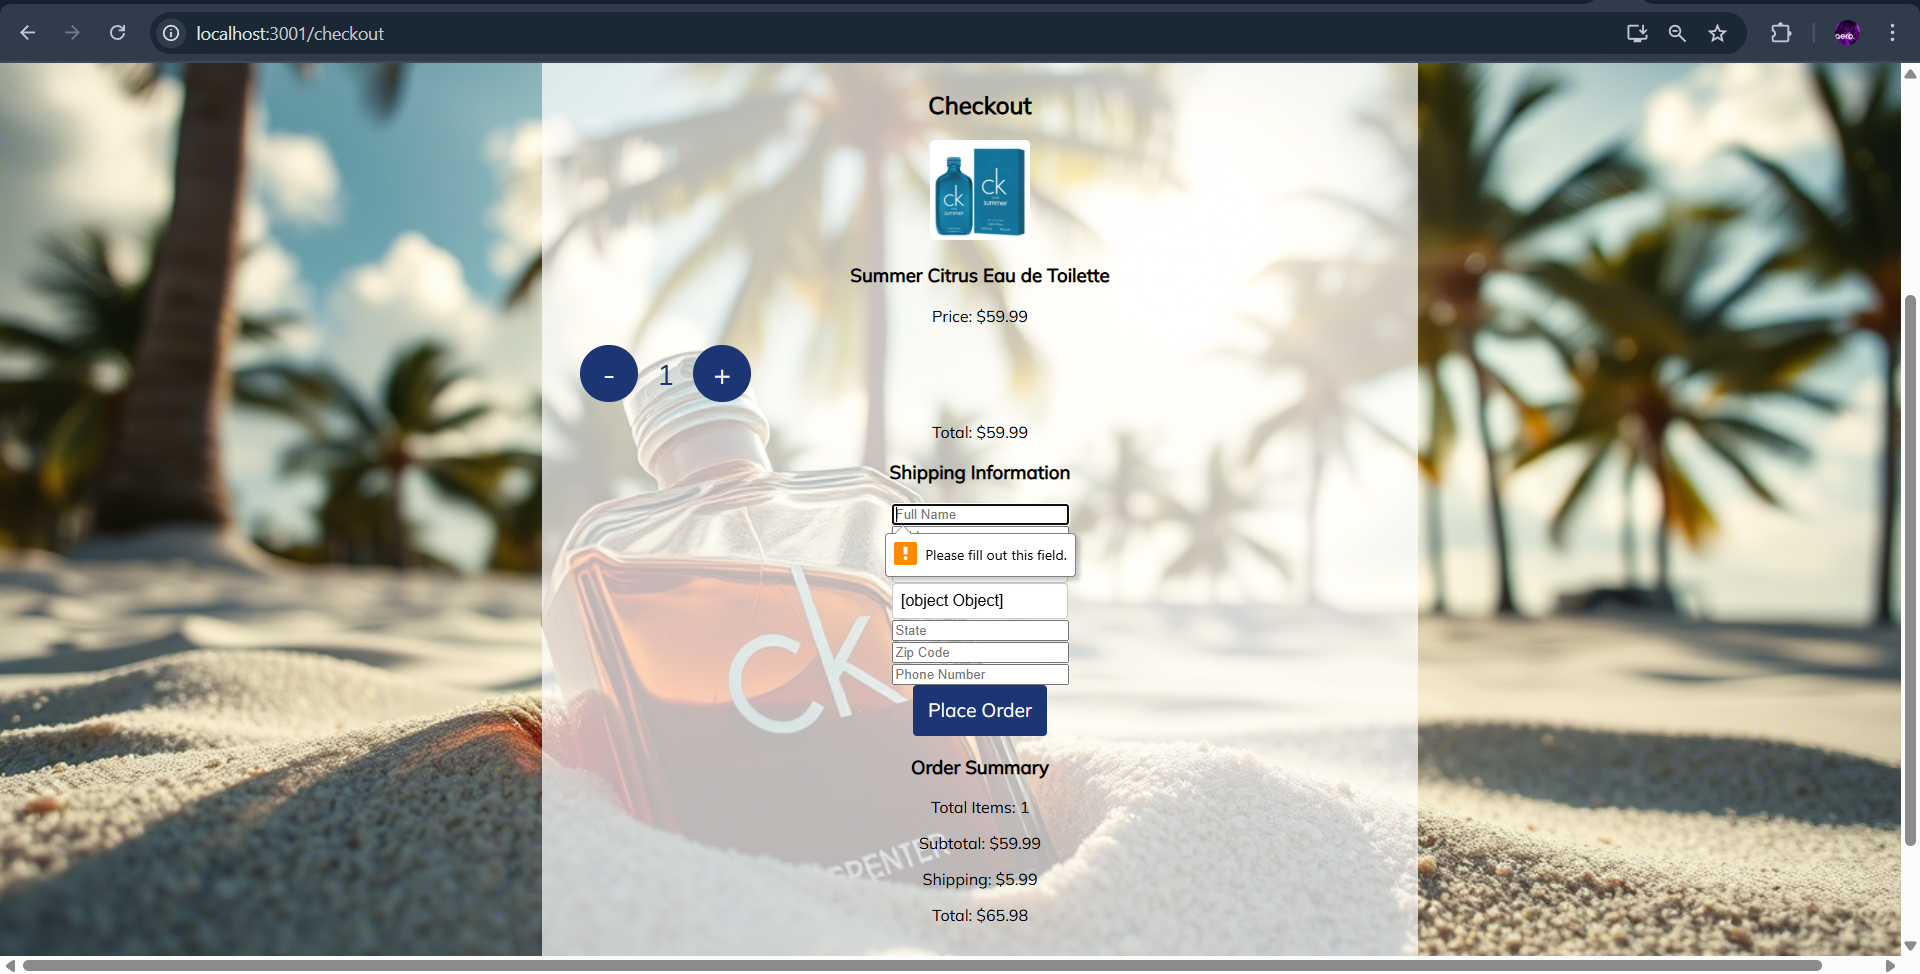 localhost:3001/checkout
aero.
Checkout
ck
ck
summer
summer
Summer Citrus Eau de Toilette
Price: $59.99
- 1 +
Total: $59.99
Shipping Information
Full Name
Please fill out this field.
[object Object]
State
Zip Code
Phone Number
ck
Place Order
Order Summary
Total Items: 1
Subtotal: $59.99
Shipping: $5.99
Total: $65.98